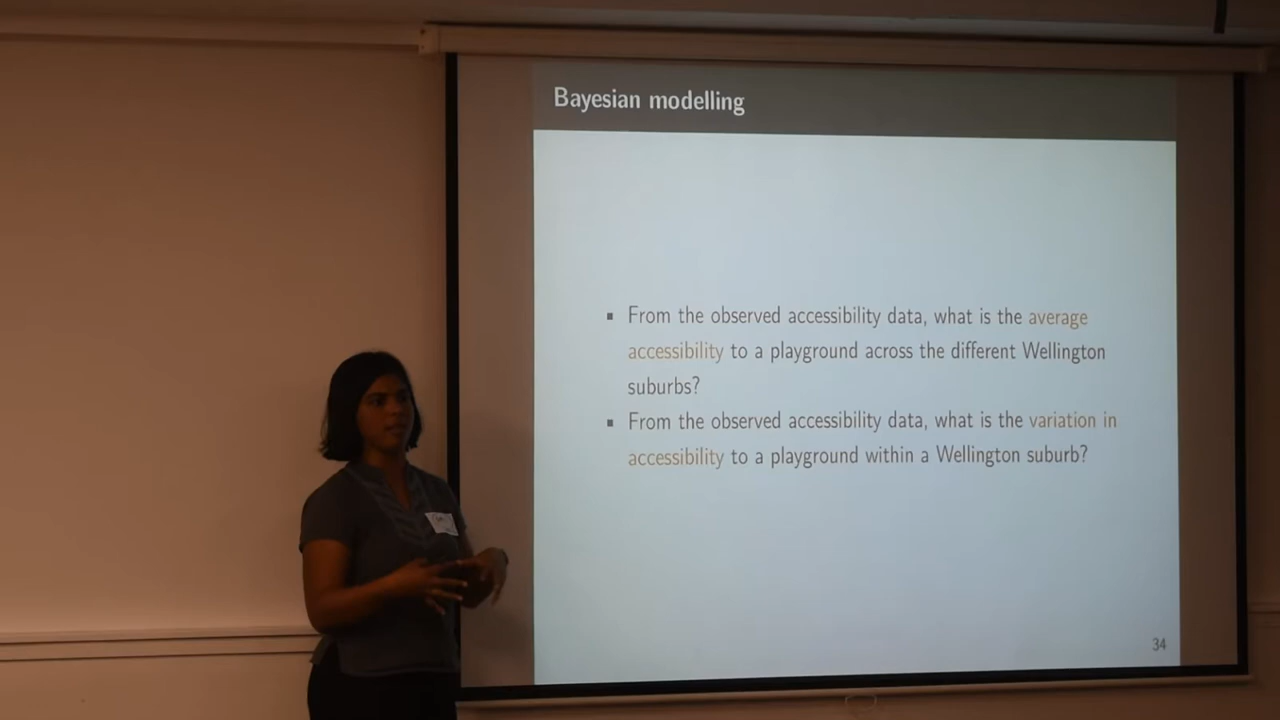 Bayesian modelling
▪ From the observed accessibility data, what is the average
accessibility to a playground across the different Wellington
suburbs?
▪ From the observed accessibility data, what is the variation in
accessibility to a playground within a Wellington suburb?
34